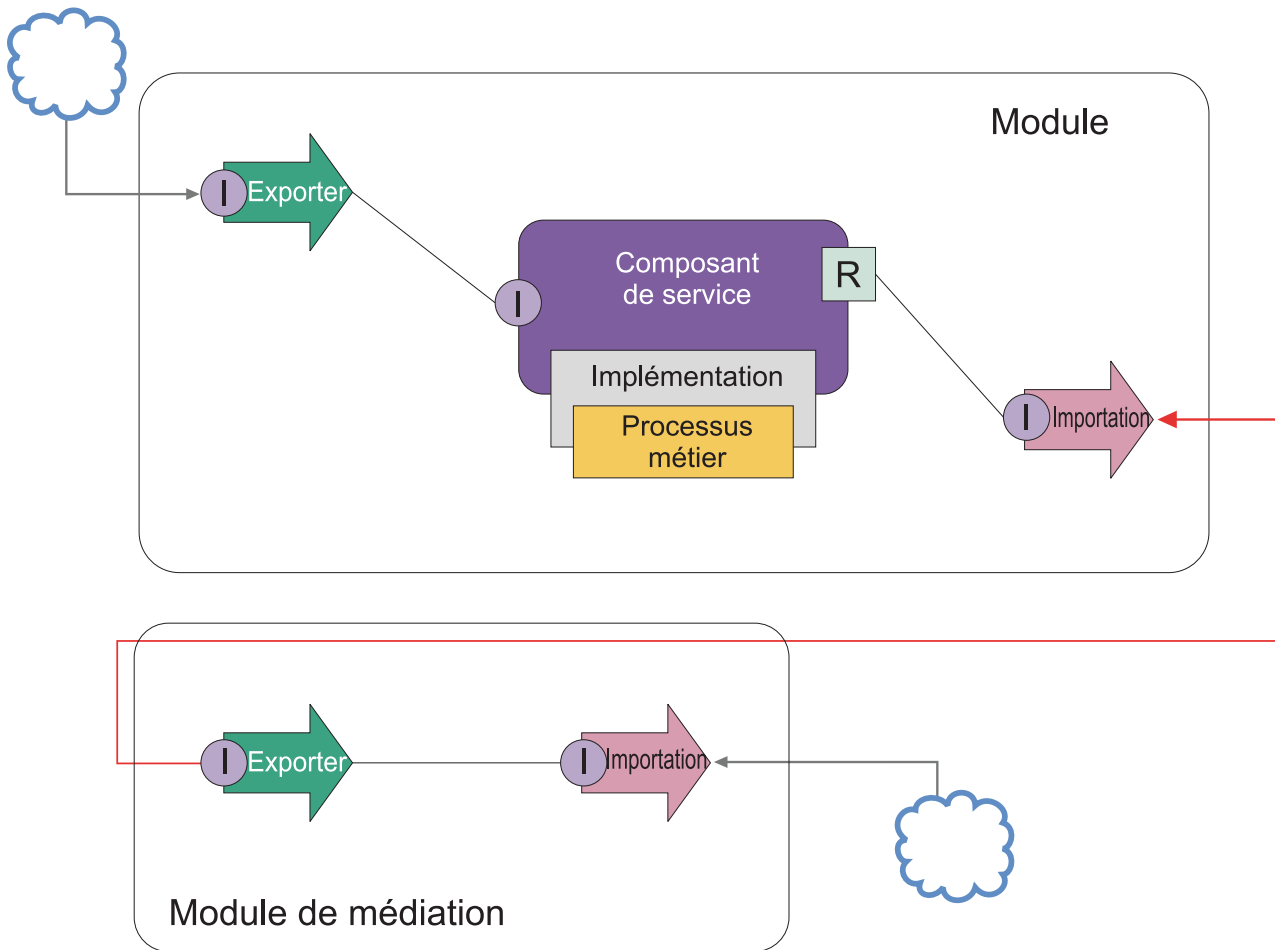 Module
I
Exporter
Composant
de service
R
I
Implémentation
Processus
métier
I
Importation
I
Exporter
I
Importation
Module de médiation